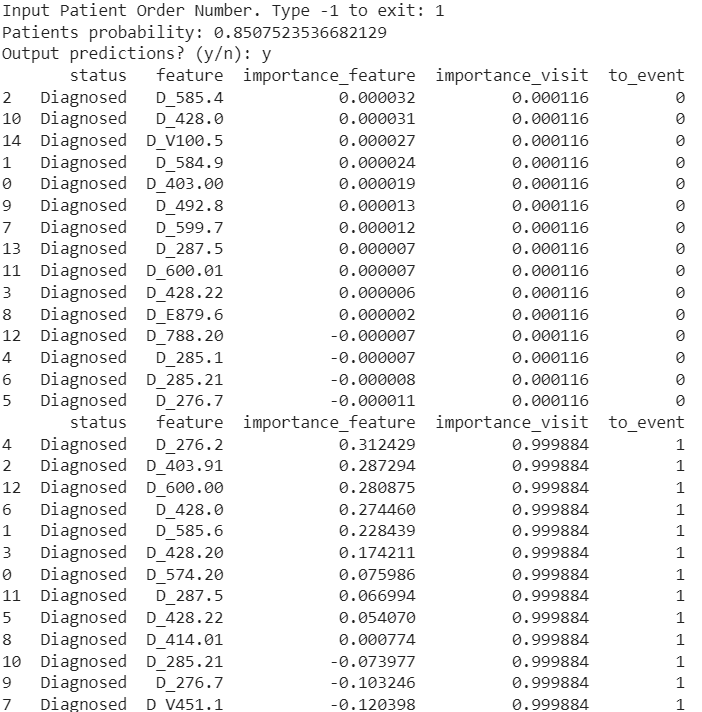 Input Patient Order Number. Type -1 to exit: 1
Patients probability: 0.8507523536682129
Output predictions? (y/n): y
status feature importance_feature importance_visit to_event
2 Diagnosed D_585.4 0.000032 0.000116 0
10 Diagnosed D_428.0 0.000031 0.000116 0
14 Diagnosed D_V100.5 0.000027 0.000116 0
1 Diagnosed D_584.9 0.000024 0.000116 0
0 Diagnosed D_403.00 0.000019 0.000116 0
9 Diagnosed D_492.8 0.000013 0.000116 0
7 Diagnosed D_599.7 0.000012 0.000116 0
13 Diagnosed D_287.5 0.000007 0.000116 0
11 Diagnosed D_600.01 0.000007 0.000116 0
3 Diagnosed D_428.22 0.000006 0.000116 0
8 Diagnosed D_E879.6 0.000002 0.000116 0
12 Diagnosed D_788.20 -0.000007 0.000116 0
4 Diagnosed D_285.1 -0.000007 0.000116 0
6 Diagnosed D_285.21 -0.000008 0.000116 0
5 Diagnosed D_276.7 -0.000011 0.000116 0
status feature importance_feature importance_visit to_event
4 Diagnosed D_276.2 0.312429 0.999884 1
2 Diagnosed D_403.91 0.287294 0.999884 1
12 Diagnosed D_600.00 0.280875 0.999884 1
6 Diagnosed D_428.0 0.274460 0.999884 1
1 Diagnosed D_585.6 0.228439 0.999884 1
3 Diagnosed D_428.20 0.174211 0.999884 1
0 Diagnosed D_574.20 0.075986 0.999884 1
11 Diagnosed D_287.5 0.066994 0.999884 1
5 Diagnosed D_428.22 0.054070 0.999884 1
8 Diagnosed D_414.01 0.000774 0.999884 1
10 Diagnosed D_285.21 -0.073977 0.999884 1
9 Diagnosed D_276.7 -0.103246 0.999884 1
7 Diagnosed D_V451.1 -0.120398 0.999884 1